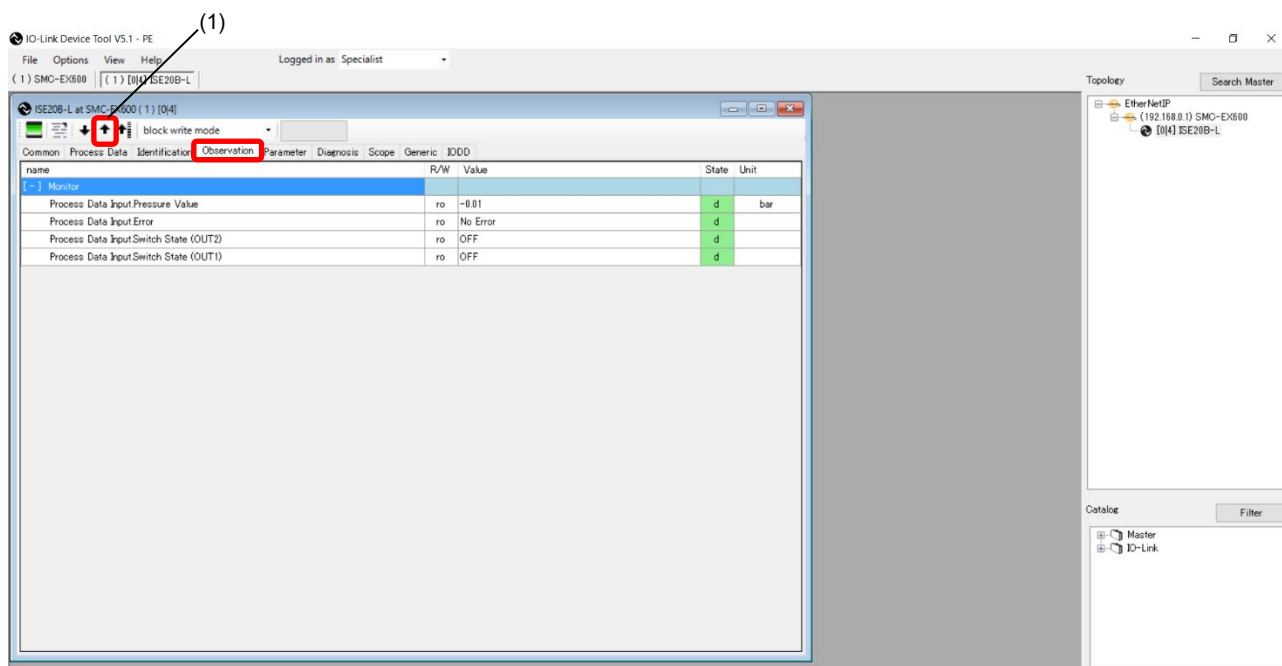 (1)
IO-Link Device Tool V5.1 - PE
File Options View Help Logged in as Specialist
( 1 ) SMC-EX600 ( 1 ) [0|4] ISE20B-L
Topology Search Master
ISE20B-L at SMC-EX600 ( 1 ) [0|4]
block write mode
Common Process Data Identification Observation Parameter Diagnosis Scope Generic IODD
name R/W Value State Unit
[-] Monitor
Process Data Input.Pressure Value ro -0.01 d bar
Process Data Input.Error ro No Error d
Process Data Input.Switch State (OUT2) ro OFF d
Process Data Input.Switch State (OUT1) ro OFF d
EtherNetIP
(192.168.0.1) SMC-EX600
[0|4] ISE20B-L
Catalog Filter
Master
IO-Link